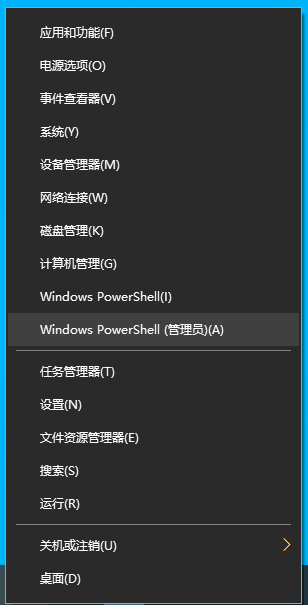 应用和功能(F)
电源选项(O)
事件查看器(V)
系统(Y)
设备管理器(M)
网络连接(W)
磁盘管理(K)
计算机管理(G)
Windows PowerShell(I)
Windows PowerShell (管理员)(A)
任务管理器(T)
设置(N)
文件资源管理器(E)
搜索(S)
运行(R)
关机或注销(U)
桌面(D)